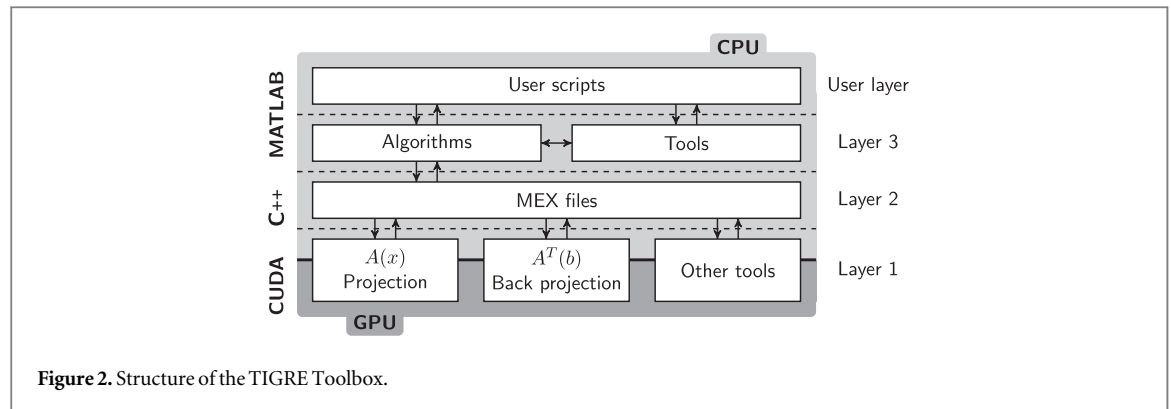 CPU
MATLAB
User scripts
User layer
Algorithms
Tools
Layer 3
C++
MEX files
Layer 2
CUDA
A(x)
Projection
A^T(b)
Back projection
Other tools
Layer 1
GPU
Figure 2. Structure of the TIGRE Toolbox.